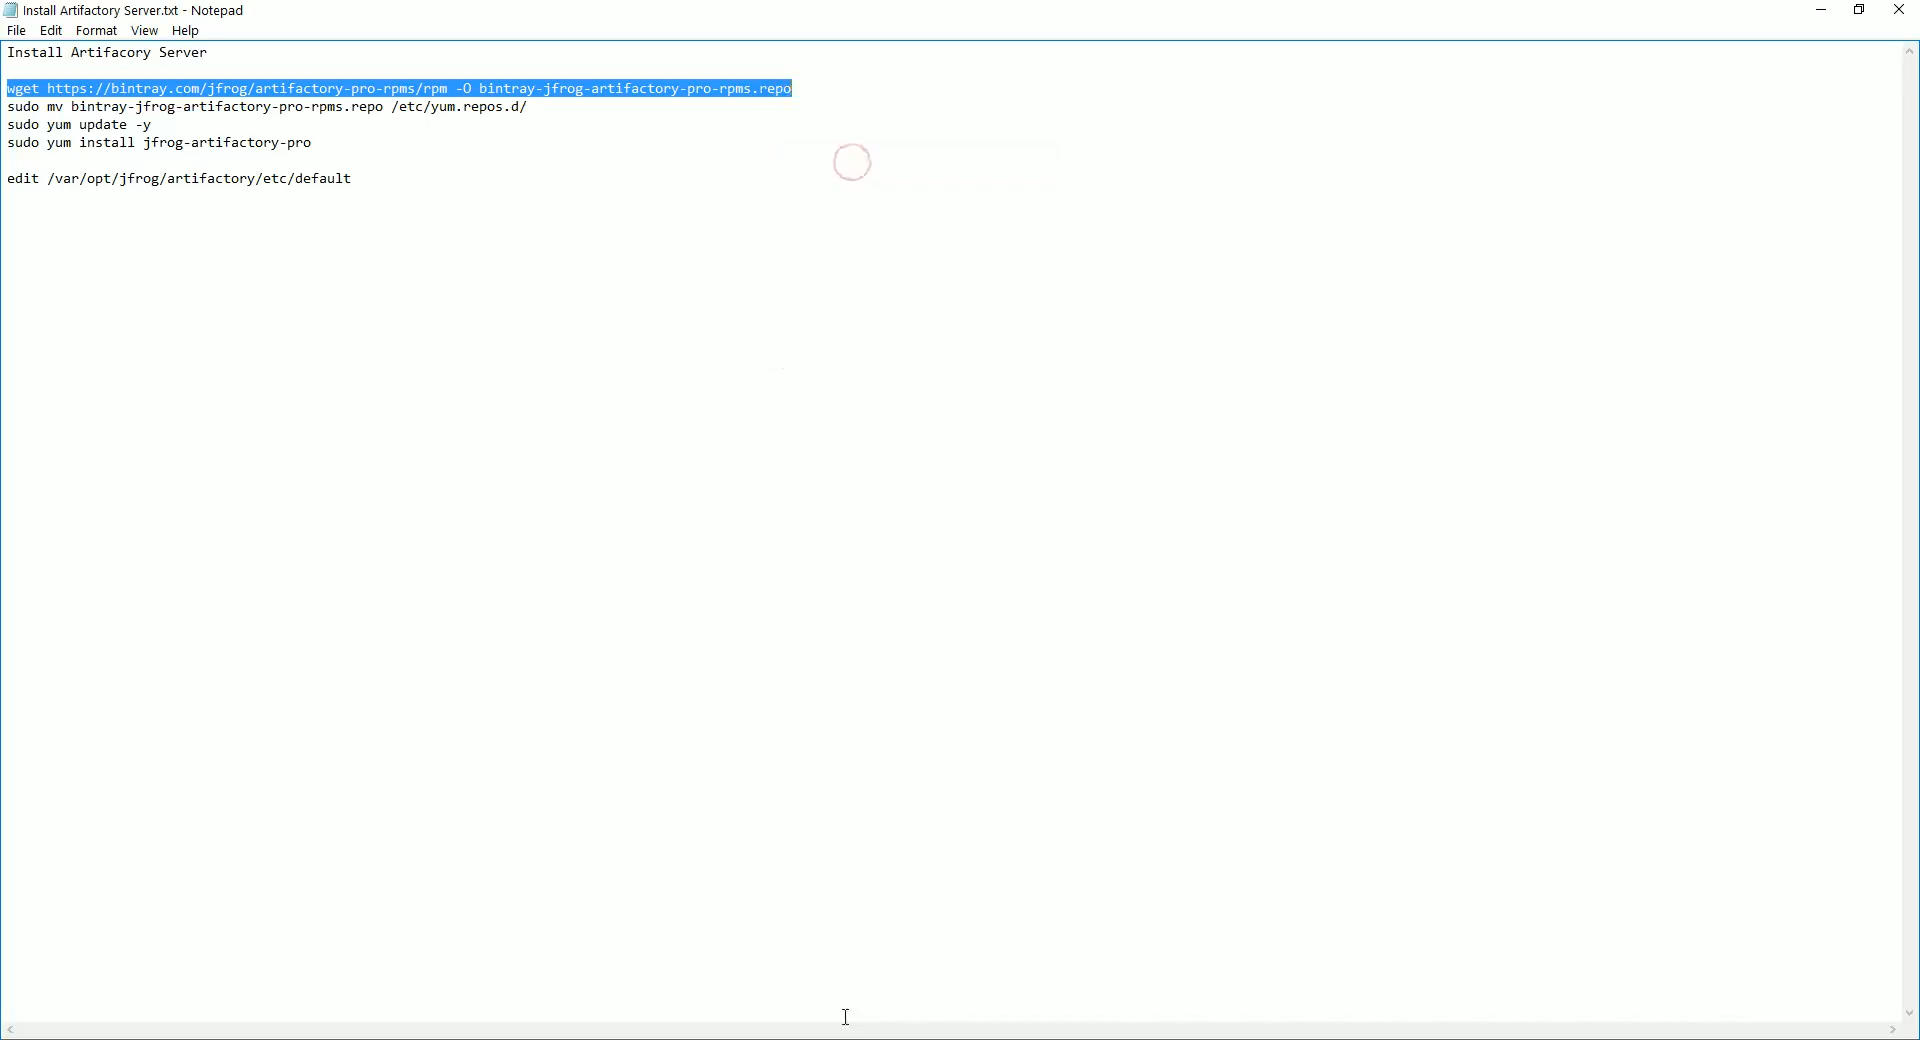 Install Artifactory Server.txt - Notepad
File Edit Format View Help
Install Artifacory Server
wget https://bintray.com/jfrog/artifactory-pro-rpms/rpm -O bintray-jfrog-artifactory-pro-rpms.repo
sudo mv bintray-jfrog-artifactory-pro-rpms.repo /etc/yum.repos.d/
sudo yum update -y
sudo yum install jfrog-artifactory-pro
edit /var/opt/jfrog/artifactory/etc/default